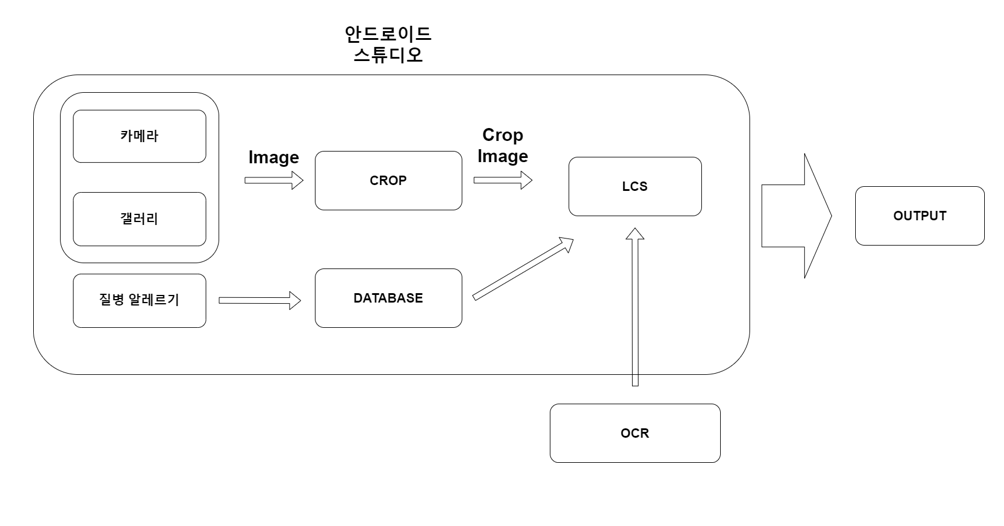 안드로이드
스튜디오
카메라
갤러리
질병 알레르기
Image
CROP
DATABASE
Crop
Image
LCS
OCR
OUTPUT